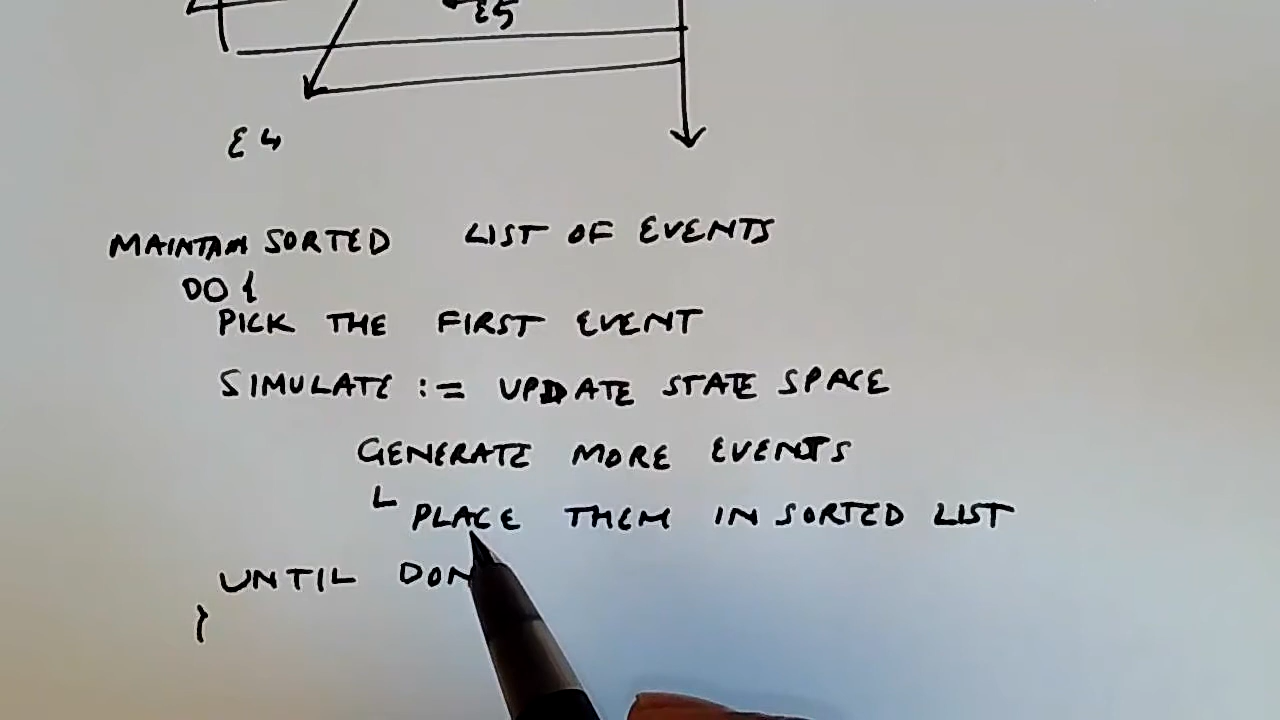 E5
E4
MAINTAIN SORTED LIST OF EVENTS
DO {
PICK THE FIRST EVENT
SIMULATE := UPDATE STATE SPACE
GENERATE MORE EVENTS
PLACE THEM IN SORTED LIST
UNTIL DON
}